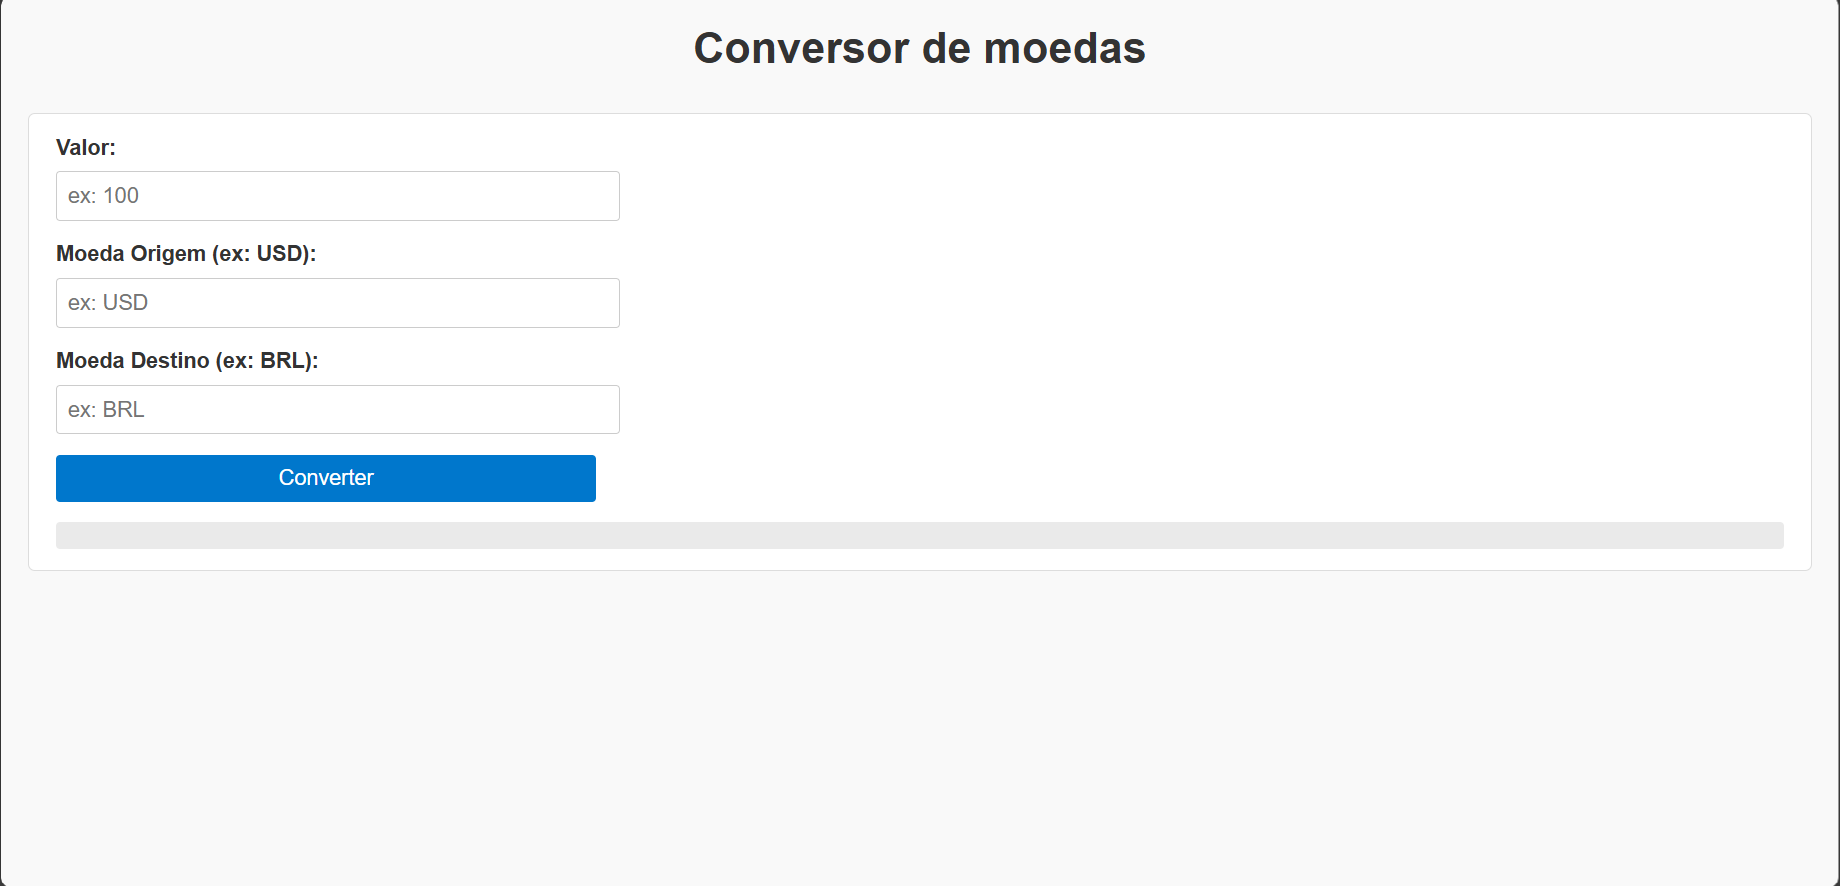 Conversor de moedas
Valor:
ex: 100
Moeda Origem (ex: USD):
ex: USD
Moeda Destino (ex: BRL):
ex: BRL
Converter